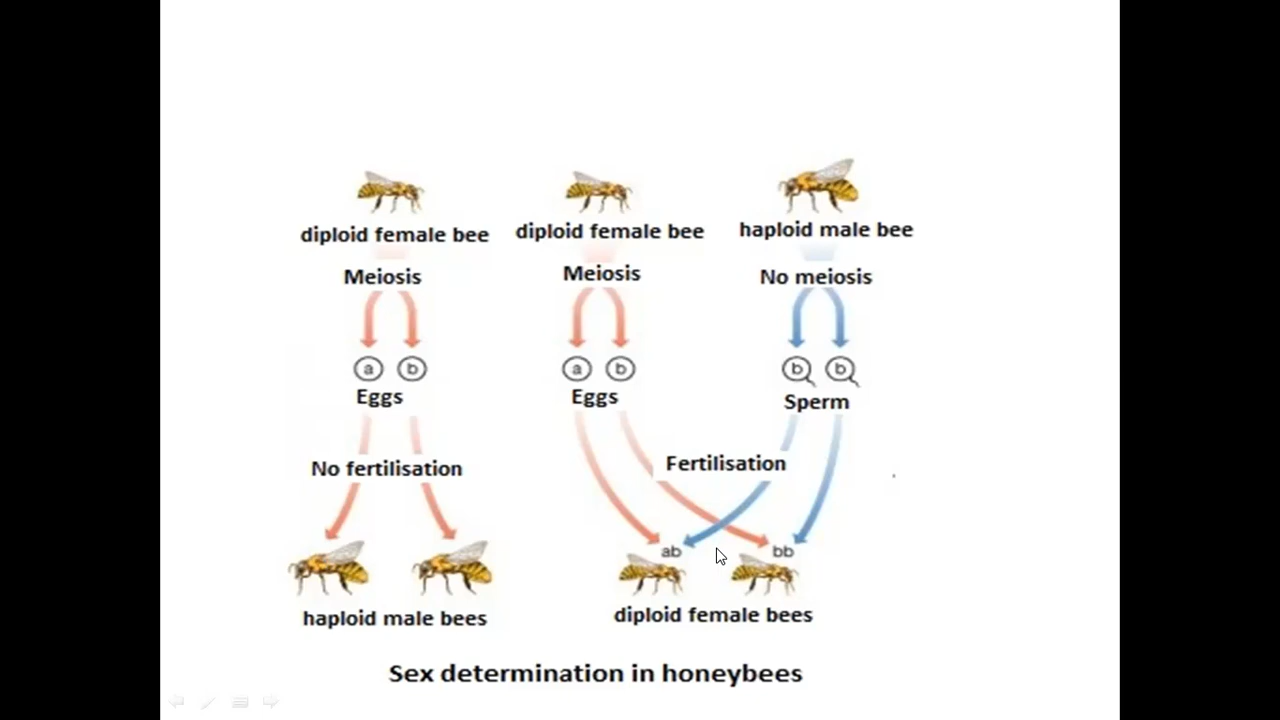 diploid female bee
diploid female bee
haploid male bee
Meiosis
Meiosis
No meiosis
a
b
a
b
b
b
Eggs
Eggs
Sperm
No fertilisation
Fertilisation
ab
bb
haploid male bees
diploid female bees
Sex determination in honeybees